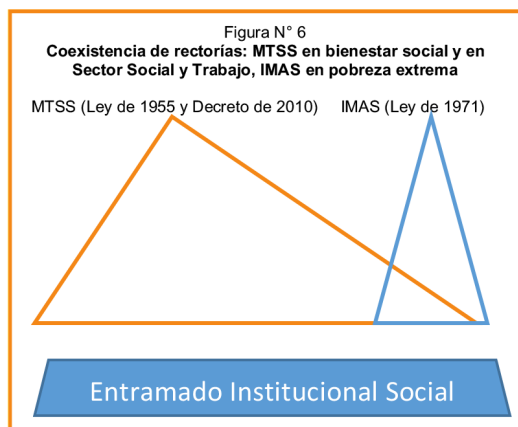 Figura N° 6
Coexistencia de rectorías: MTSS en bienestar social y en
Sector Social y Trabajo, IMAS en pobreza extrema
MTSS (Ley de 1955 y Decreto de 2010) IMAS (Ley de 1971)
Entramado Institucional Social